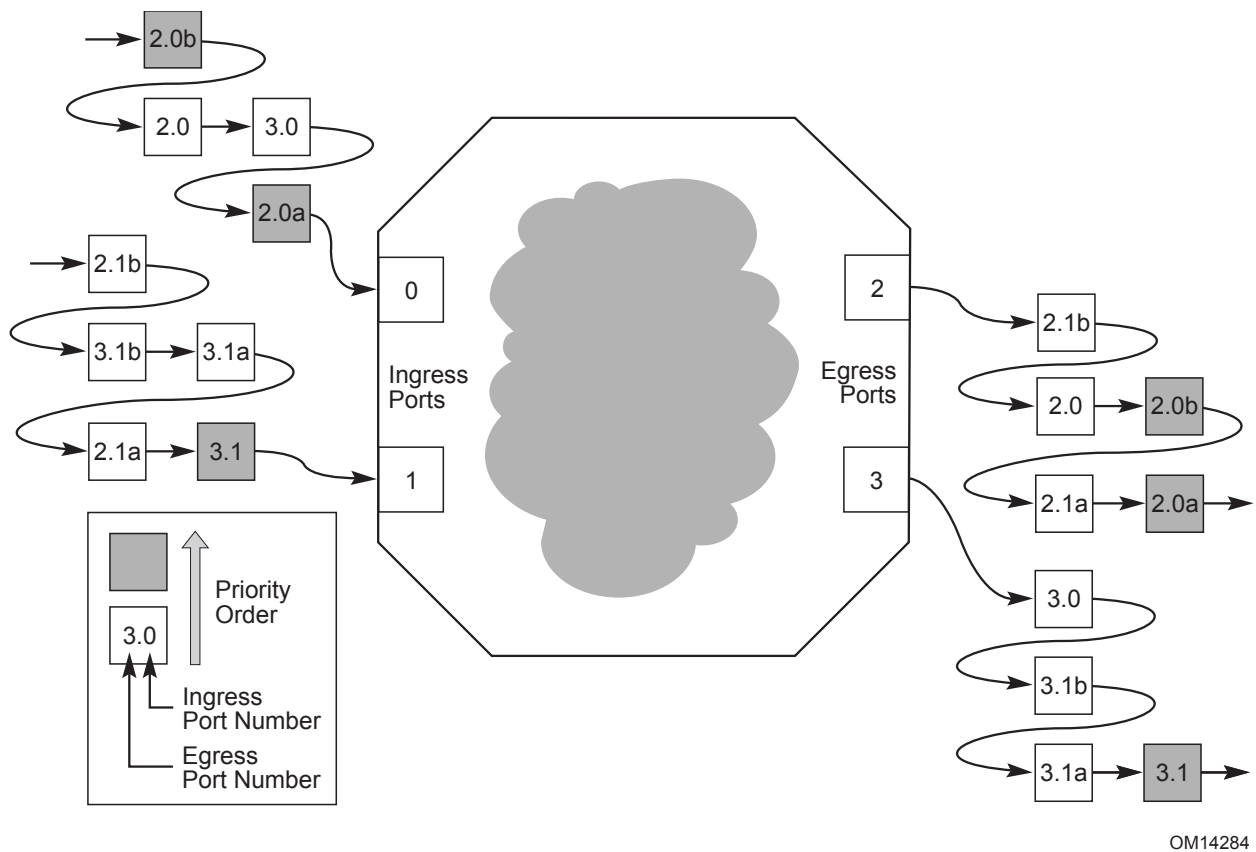 2.0b
2.0
3.0
2.0a
2.1b
3.1b
3.1a
2.1a
3.1
0
Ingress
Ports
1
2
Egress
Ports
3
2.1b
2.0
2.0b
2.1a
2.0a
3.0
3.1b
3.1a
3.1
Priority
Order
3.0
Ingress
Port Number
Egress
Port Number
OM14284